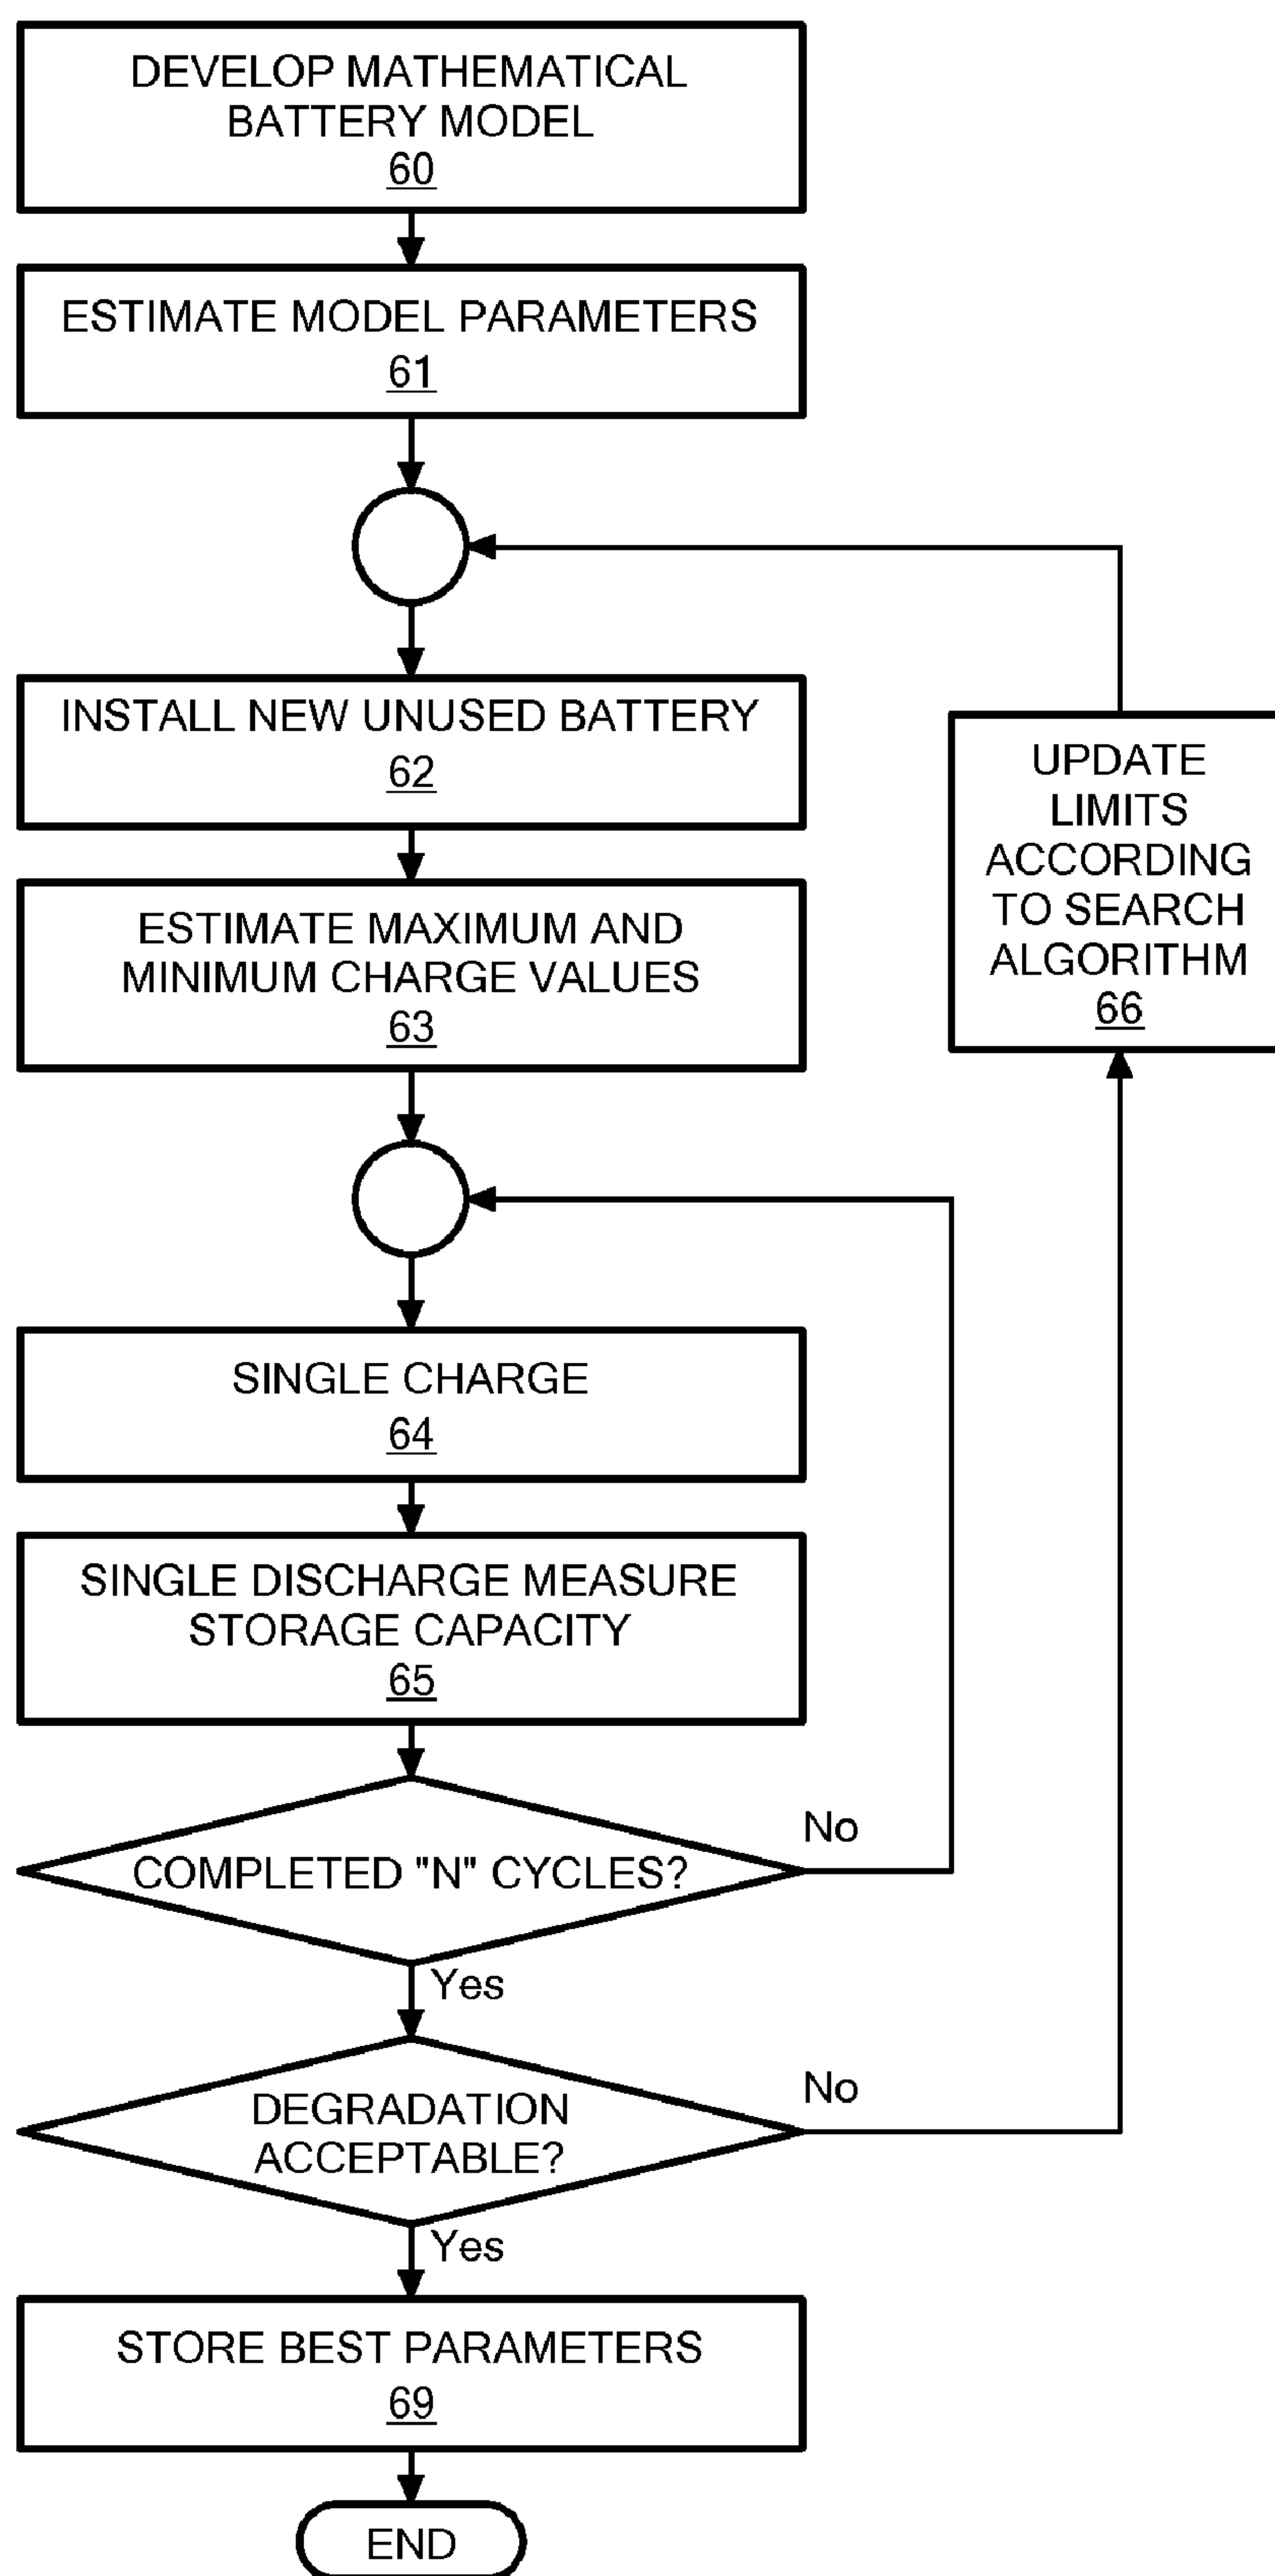 DEVELOP MATHEMATICAL
BATTERY MODEL
60
ESTIMATE MODEL PARAMETERS
61
INSTALL NEW UNUSED BATTERY
62
ESTIMATE MAXIMUM AND
MINIMUM CHARGE VALUES
63
UPDATE
LIMITS
ACCORDING
TO SEARCH
ALGORITHM
66
SINGLE CHARGE
64
SINGLE DISCHARGE MEASURE
STORAGE CAPACITY
65
COMPLETED "N" CYCLES?
No
Yes
DEGRADATION
ACCEPTABLE?
No
Yes
STORE BEST PARAMETERS
69
END